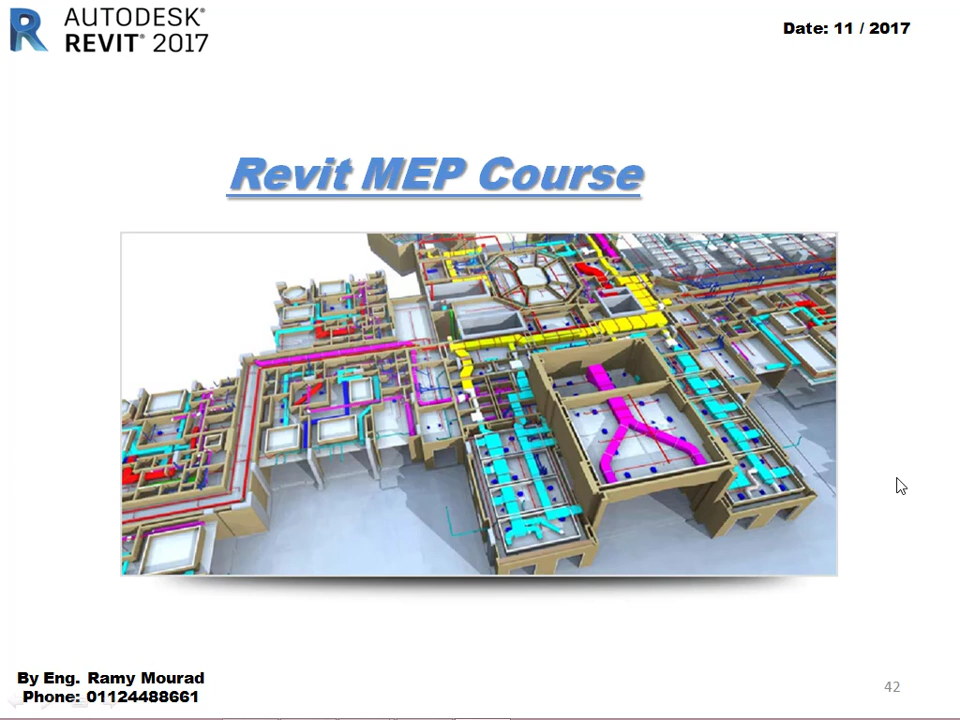 AUTODESK®
REVIT® 2017
Date: 11 / 2017
Revit MEP Course
By Eng. Ramy Mourad
Phone: 01124488661
42